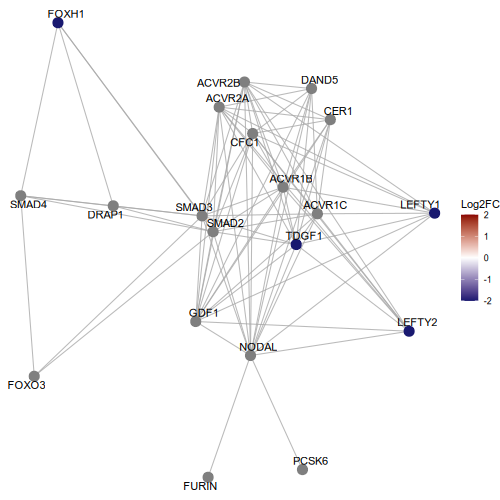 FOXH1
ACVR2B
DAND5
ACVR2A
CER1
CFC1
ACVR1B
SMAD4
DRAP1
SMAD3
ACVR1C
LEFTY1
SMAD2
TDGF1
GDF1
LEFTY2
NODAL
FOXO3
PCSK6
FURIN
Log2FC
2
1
0
-1
-2